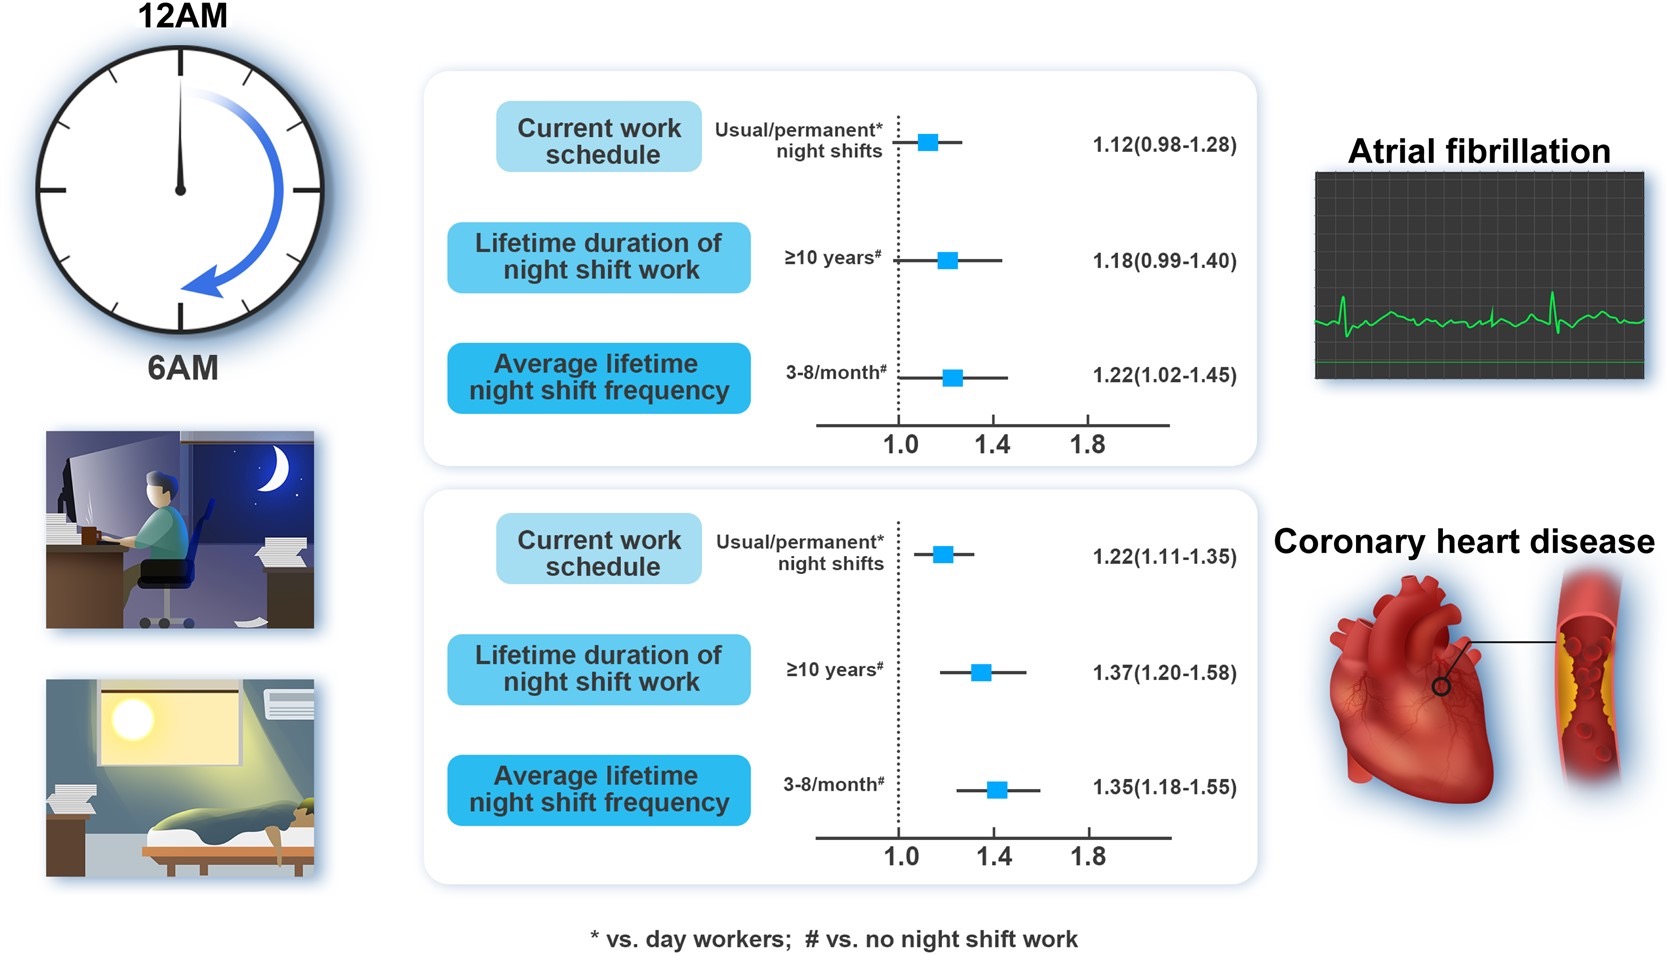 12AM
6AM
Current work
schedule
Usual/permanent*
night shifts
1.12(0.98-1.28)
Lifetime duration of
night shift work
≥10 years#
1.18(0.99-1.40)
Average lifetime
night shift frequency
3-8/month#
1.22(1.02-1.45)
1.0 1.4 1.8
Atrial fibrillation
Current work
schedule
Usual/permanent*
night shifts
1.22(1.11-1.35)
Lifetime duration of
night shift work
≥10 years#
1.37(1.20-1.58)
Average lifetime
night shift frequency
3-8/month#
1.35(1.18-1.55)
1.0 1.4 1.8
Coronary heart disease
* vs. day workers; # vs. no night shift work